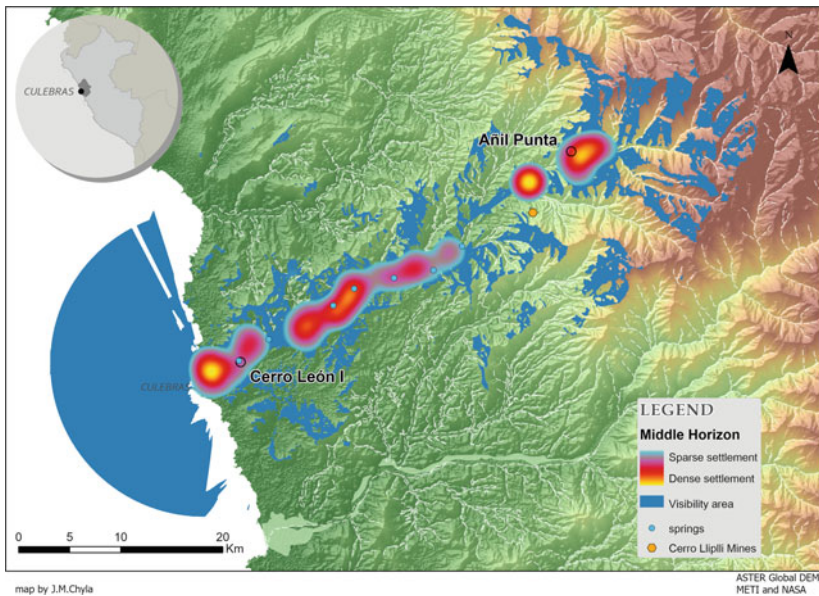 N
CULEBRAS
Añil Punta
CULEBRAS
Cerro León I
LEGEND
Middle Horizon
Sparse settlement
Dense settlement
Visibility area
springs
Cerro Lliplli Mines
0 5 10 20
Km
map by J.M.Chyla
ASTER Global DEM
METI and NASA